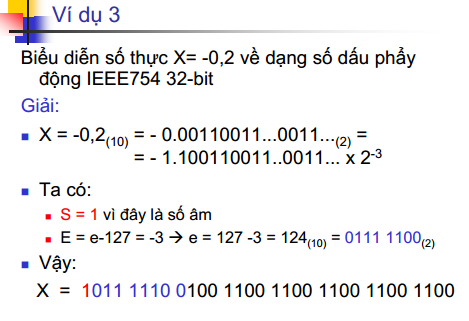 Ví dụ 3
Biểu diễn số thực X= -0,2 về dạng số dấu phẩy
động IEEE754 32-bit
Giải:
X = -0,2(10) = - 0.00110011...0011...(2) =
= - 1.100110011..0011... x 2-3
Ta có:
S = 1 vì đây là số âm
E = e-127 = -3 → e = 127 -3 = 124(10) = 0111 1100(2)
Vậy:
X = 1011 1110 0100 1100 1100 1100 1100 1100